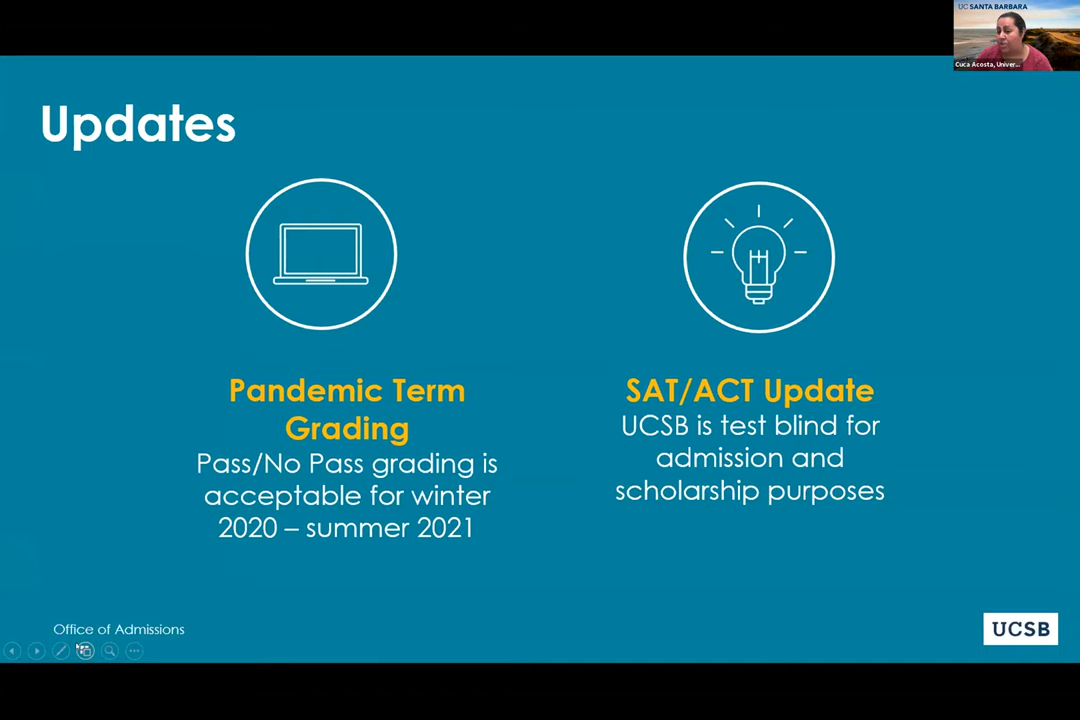 UC SANTA BARBARA
Cuca Acosta, Univer...
Updates
Pandemic Term
Grading
Pass/No Pass grading is
acceptable for winter
2020 – summer 2021
SAT/ACT Update
UCSB is test blind for
admission and
scholarship purposes
Office of Admissions
UCSB